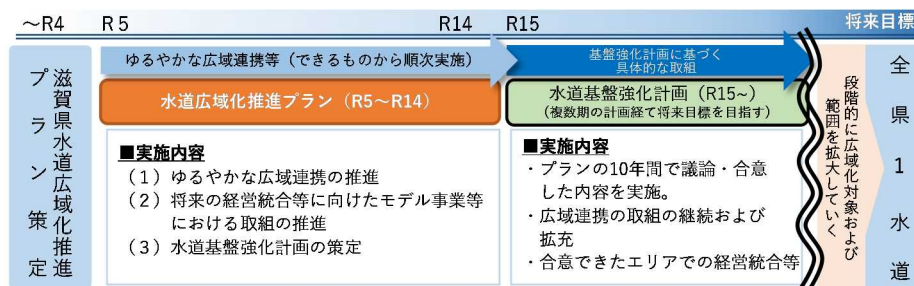 ～R4
R5
R14
R15
将来目標
滋賀県水道広域化推進
プラン策定
ゆるやかな広域連携等（できるものから順次実施）
水道広域化推進プラン（R5～R14）
■実施内容
（1）ゆるやかな広域連携の推進
（2）将来の経営統合等に向けたモデル事業等
における取組の推進
（3）水道基盤強化計画の策定
基盤強化計画に基づく
具体的な取組
水道基盤強化計画（R15～）
（複数期の計画経て将来目標を目指す）
■実施内容
・プランの10年間で議論・合意
した内容を実施。
・広域連携の取組の継続および
拡充
・合意できたエリアでの経営統合等
段階的に広域化対象および
範囲を拡大していく
全県1水道